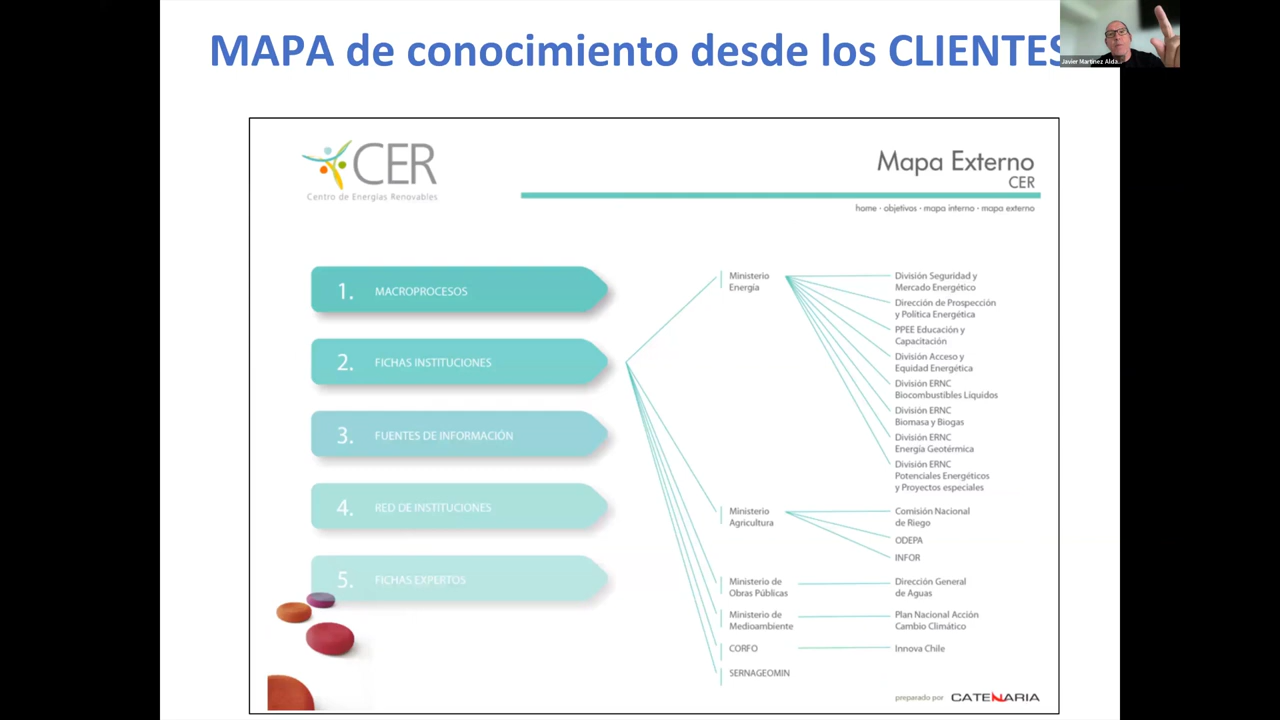 MAPA de conocimiento desde los CLIENTES
Javier Martínez Alda...
CER
Centro de Energías Renovables
Mapa Externo
CER
home · objetivos · mapa interno · mapa externo
1. MACROPROCESOS
2. FICHAS INSTITUCIONES
3. FUENTES DE INFORMACIÓN
4. RED DE INSTITUCIONES
5. FICHAS EXPERTOS
Ministerio
Energía
División Seguridad y
Mercado Energético
Dirección de Prospección
y Política Energética
PPEE Educación y
Capacitación
División Acceso y
Equidad Energética
División ERNC
Biocombustibles Líquidos
División ERNC
Biomasa y Biogas
División ERNC
Energía Geotérmica
División ERNC
Potenciales Energéticos
y Proyectos especiales
Ministerio
Agricultura
Comisión Nacional
de Riego
ODEPA
INFOR
Ministerio de
Obras Públicas
Dirección General
de Aguas
Ministerio de
Medioambiente
Plan Nacional Acción
Cambio Climático
CORFO
Innova Chile
SERNAGEOMIN
preparado por CATENARIA